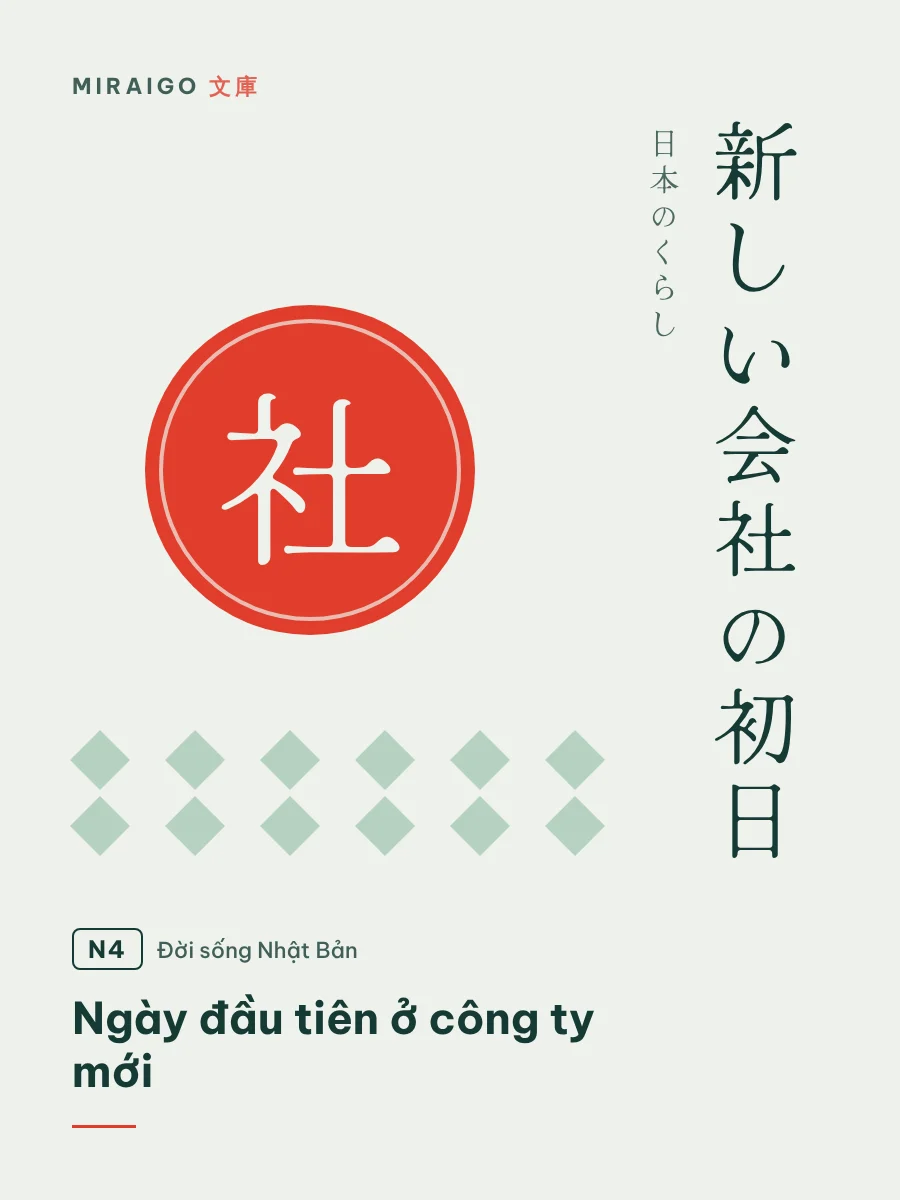 MIRAIGO 文庫
新しい会社の初日
日本のくらし
社
N4 Đời sống Nhật Bản
Ngày đầu tiên ở công ty
mới